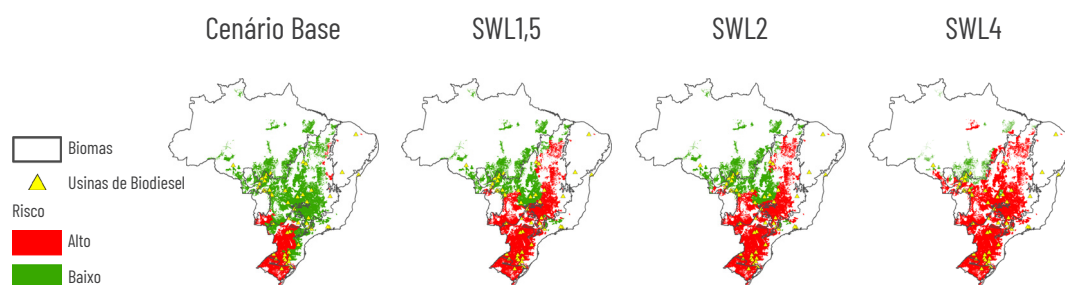 Cenário Base
SWL1,5
SWL2
SWL4
Biomas
Usinas de Biodiesel
Risco
Alto
Baixo